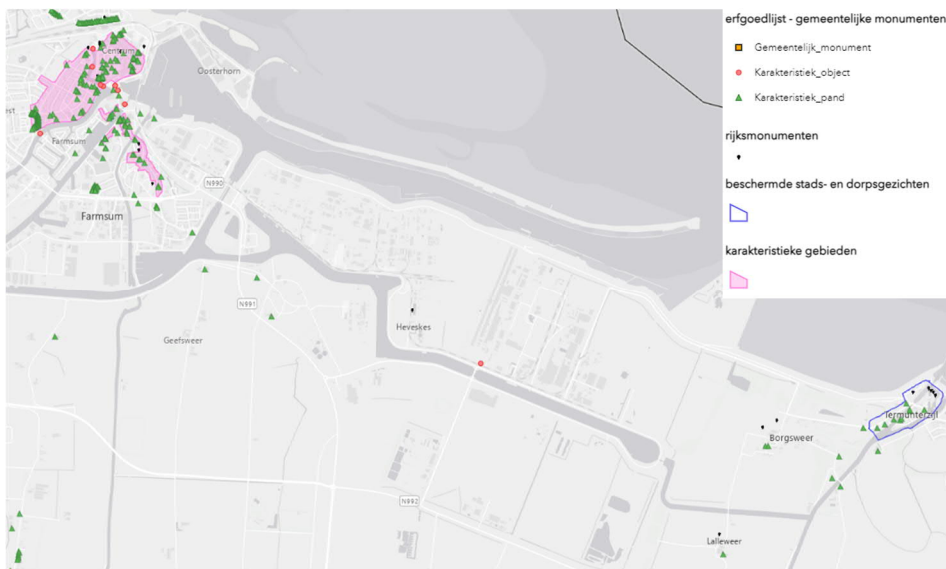 erfgoedlijst - gemeentelijke monumenten
Gemeentelijk_monument
Karakteristiek_object
Karakteristiek_pand
rijksmonumenten
beschermde stads- en dorpsgezichten
karakteristieke gebieden
Centrum
Oosterhorn
est
Farmsum
N990
Farmsum
N991
Heveskes
Geefsweer
Termunterzijl
Borgsweer
N992
Lalleweer